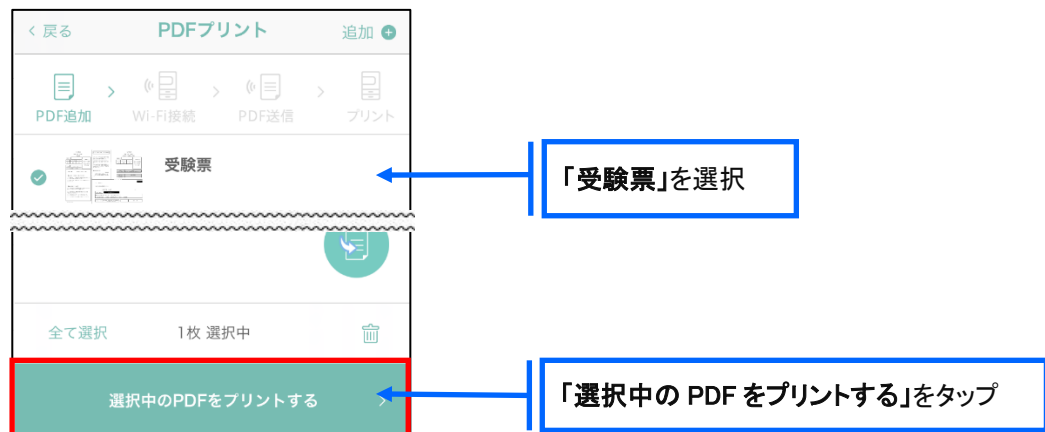 < 戻る PDFプリント 追加
PDF追加 Wi-Fi接続 PDF送信 プリント
受験票
「受験票」を選択
全て選択 1枚 選択中
選択中のPDFをプリントする >
「選択中の PDF をプリントする」をタップ